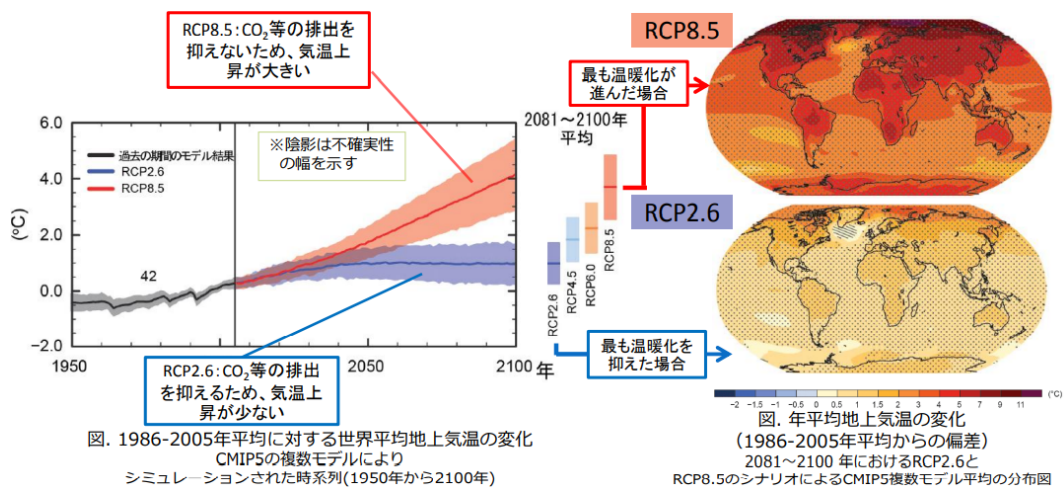 RCP8.5:CO₂等の排出を
抑えないため、気温上
昇が大きい
6.0
4.0
2.0
0.0
−2.0
(°C)
過去の期間のモデル結果
RCP2.6
RCP8.5
※陰影は不確実性
の幅を示す
42
1950
2050
2100 年
RCP2.6:CO₂等の排出
を抑えるため、気温上
昇が少ない
図. 1986-2005年平均に対する世界平均地上気温の変化
CMIP5の複数モデルにより
シミュレーションされた時系列(1950年から2100年)
2081～2100年
平均
RCP2.6
RCP4.5
RCP6.0
RCP8.5
RCP8.5
最も温暖化が
進んだ場合
RCP2.6
最も温暖化を
抑えた場合
−2 −1.5 −1 −0.5 0 0.5 1 1.5 2 3 4 5 7 9 11 (°C)
図. 年平均地上気温の変化
(1986-2005年平均からの偏差)
2081～2100 年におけるRCP2.6と
RCP8.5のシナリオによるCMIP5複数モデル平均の分布図